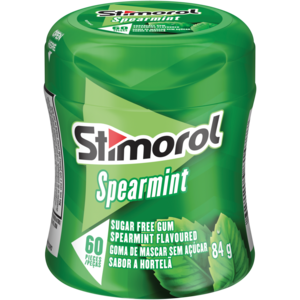 Stimorol
Spearmint
SUGAR FREE GUM
SPEARMINT FLAVOURED
GOMA DE MASCAR SEM AÇÚCAR
SABOR A HORTELÃ
84 g
60